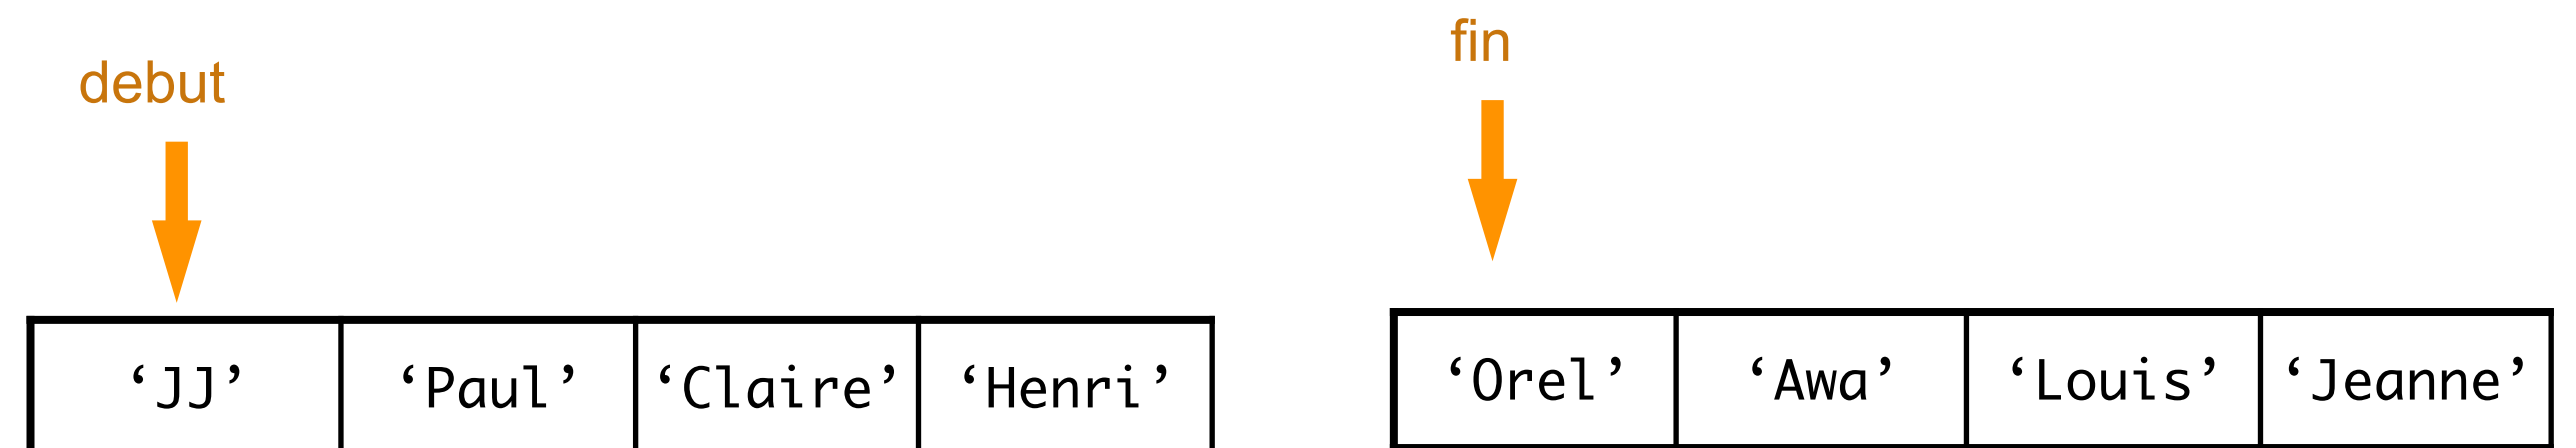 debut
fin
‘JJ’ ‘Paul’ ‘Claire’ ‘Henri’
‘Orel’ ‘Awa’ ‘Louis’ ‘Jeanne’